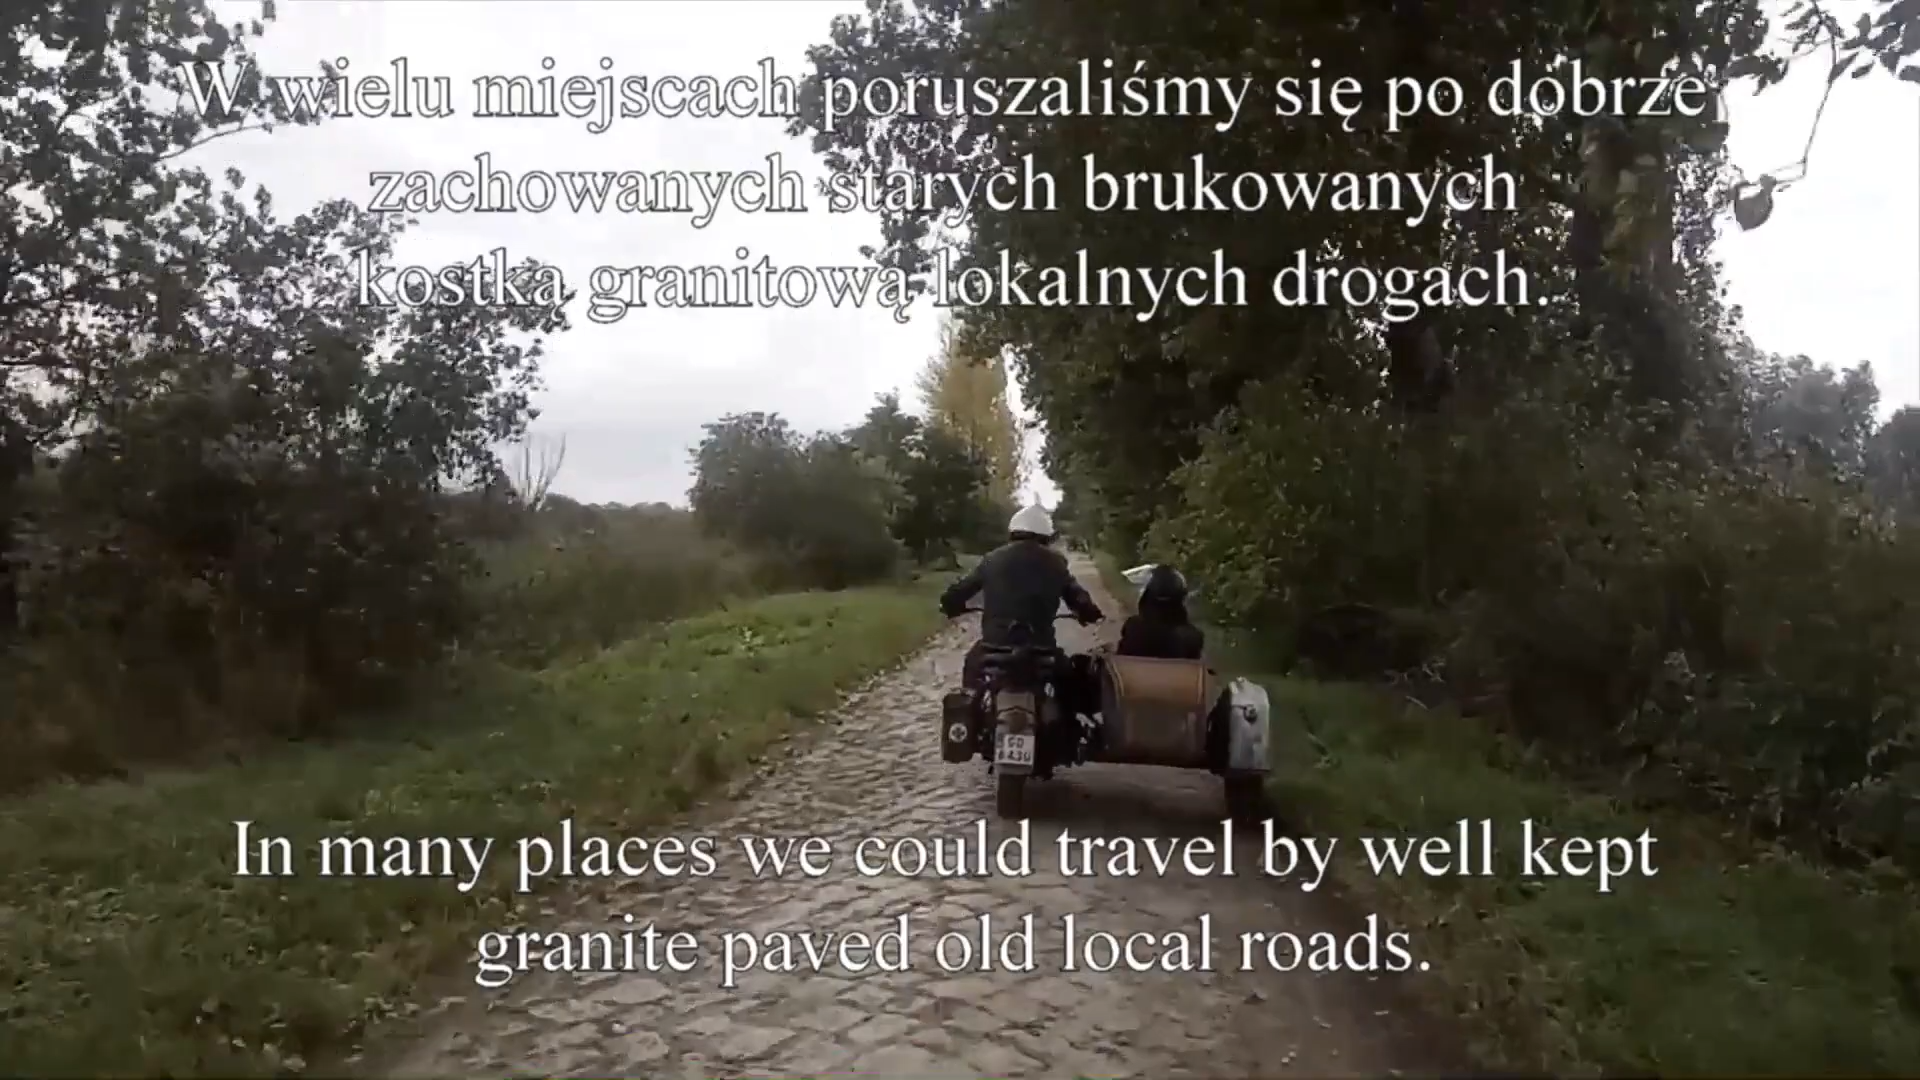 W wielu miejscach poruszaliśmy się po dobrze
zachowanych starych brukowanych
kostką granitową lokalnych drogach.
In many places we could travel by well kept
granite paved old local roads.